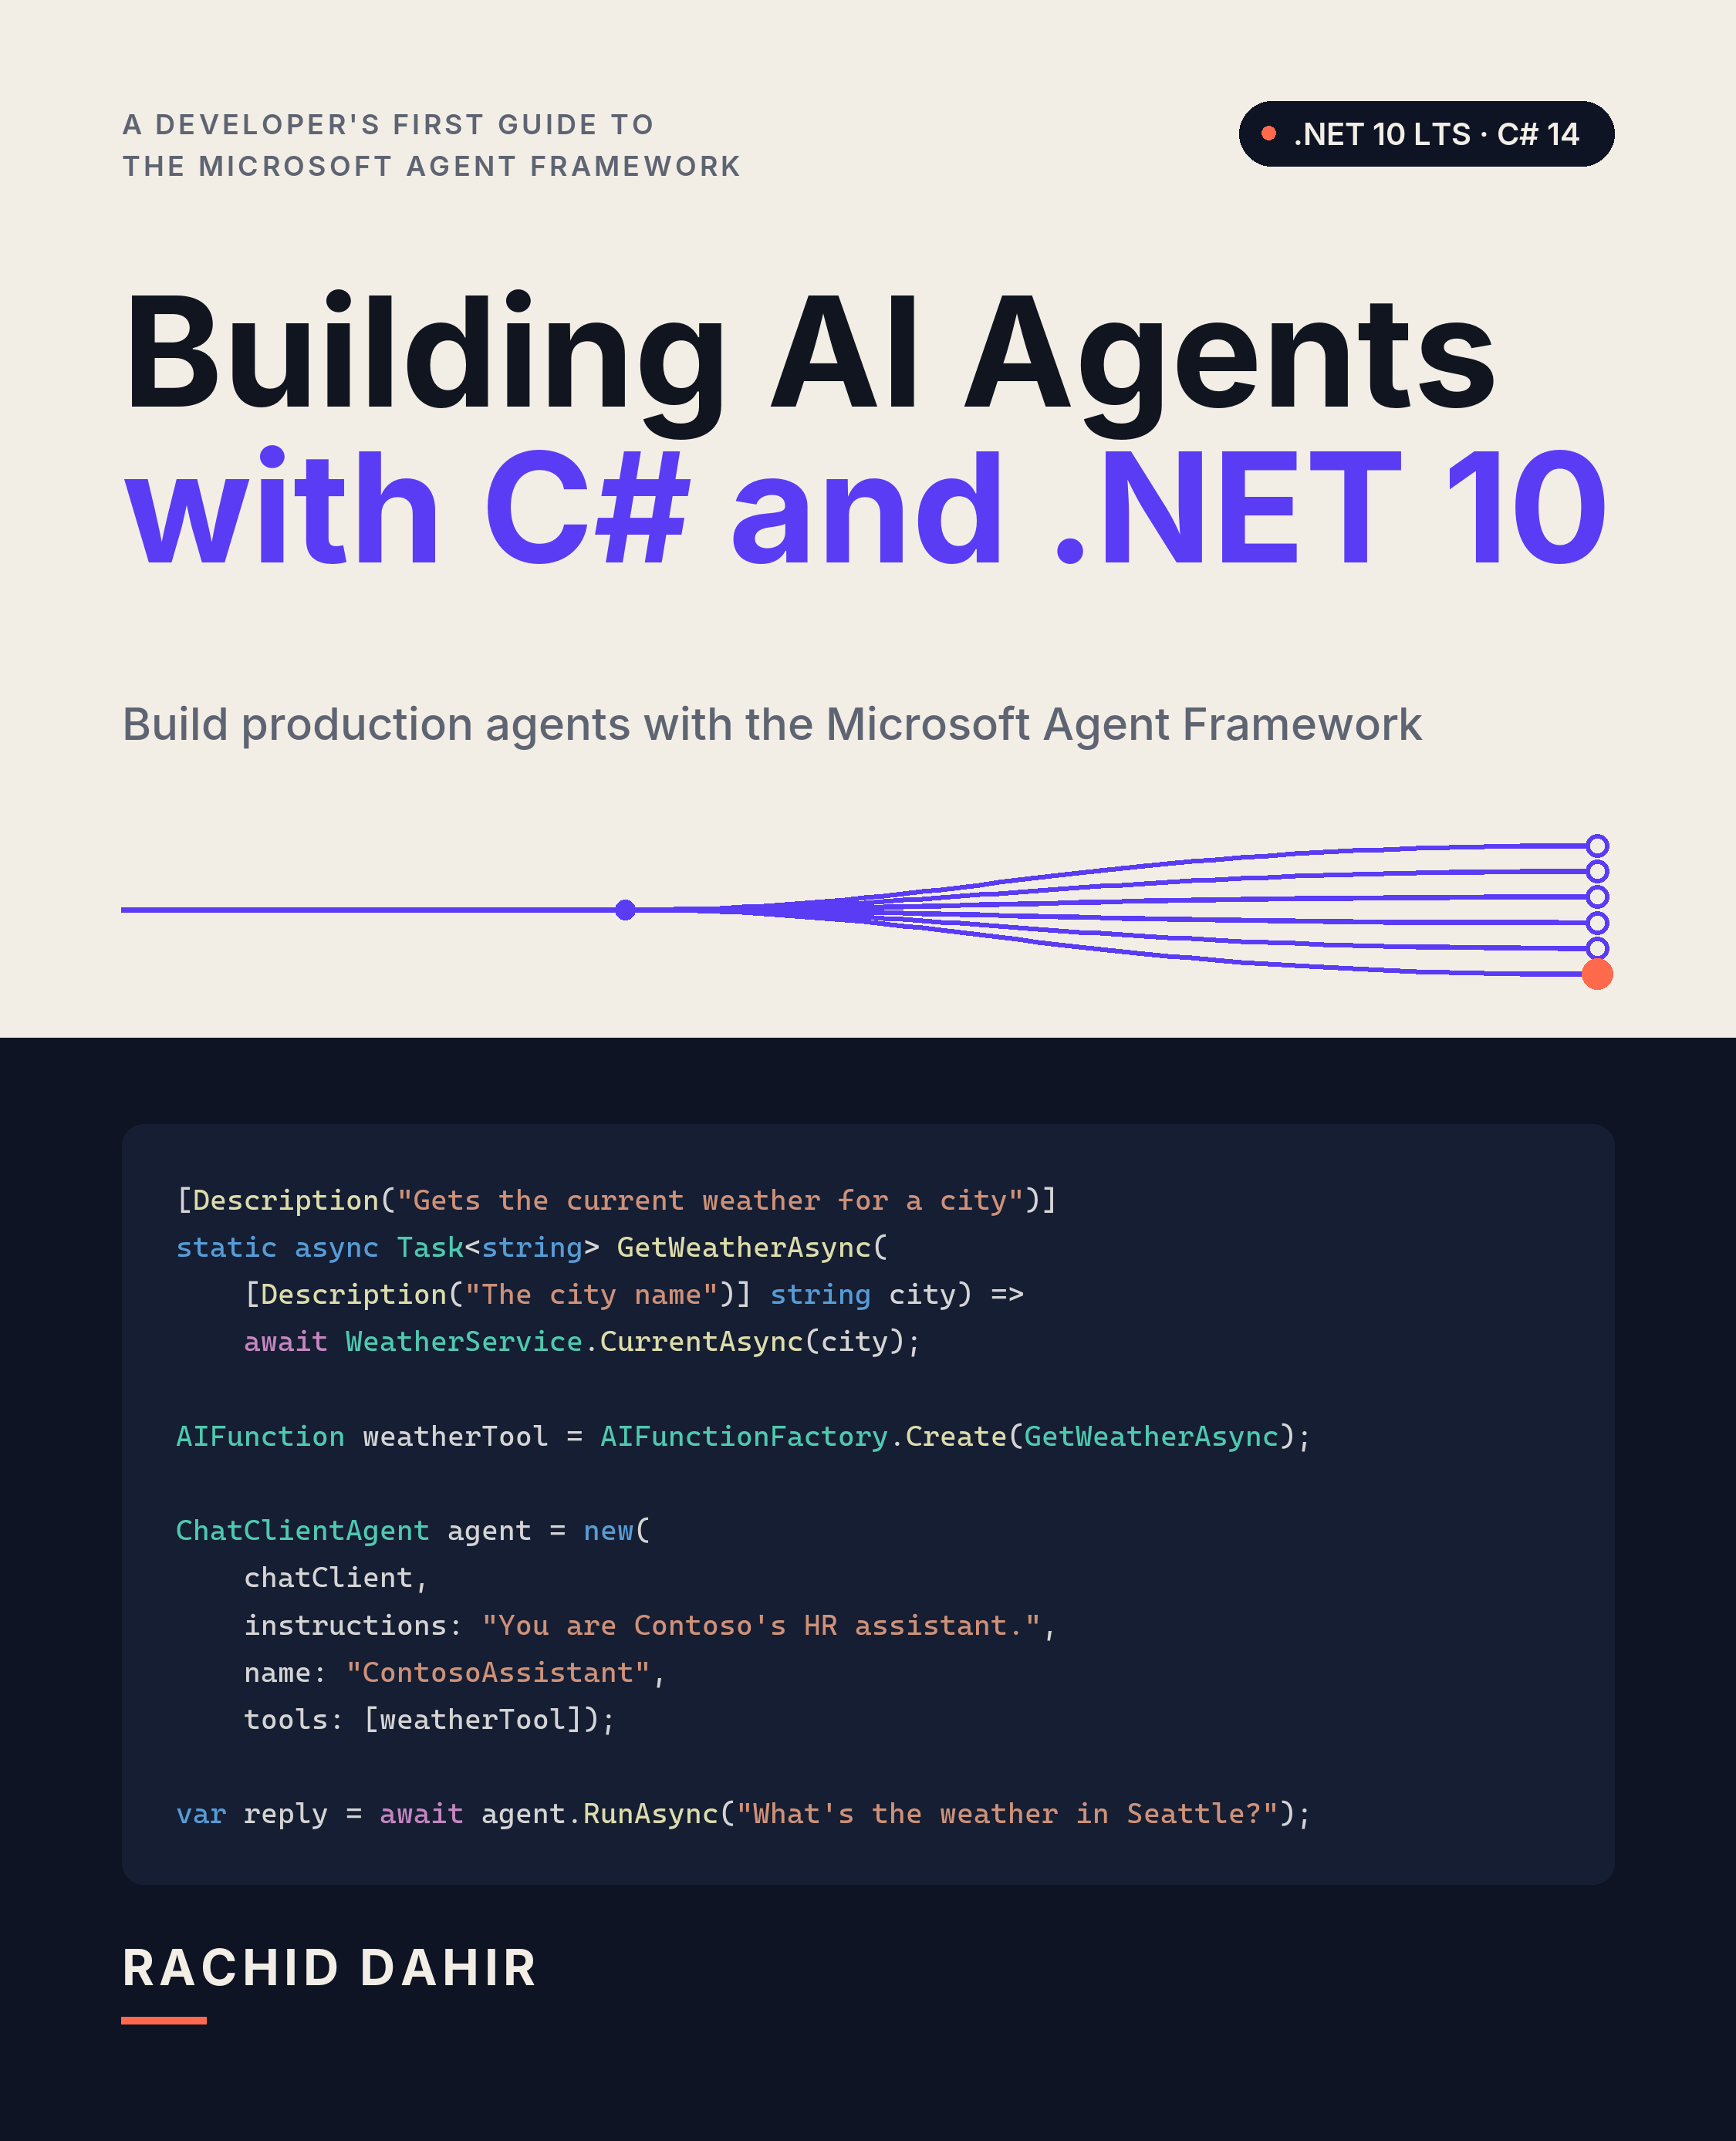 A DEVELOPER'S FIRST GUIDE TO
THE MICROSOFT AGENT FRAMEWORK
.NET 10 LTS · C# 14
Building AI Agents
with C# and .NET 10
Build production agents with the Microsoft Agent Framework
[Description("Gets the current weather for a city")]
static async Task<string> GetWeatherAsync(
    [Description("The city name")] string city) =>
    await WeatherService.CurrentAsync(city);
AIFunction weatherTool = AIFunctionFactory.Create(GetWeatherAsync);
ChatClientAgent agent = new(
    chatClient,
    instructions: "You are Contoso's HR assistant.",
    name: "ContosoAssistant",
    tools: [weatherTool]);
var reply = await agent.RunAsync("What's the weather in Seattle?");
RACHID DAHIR